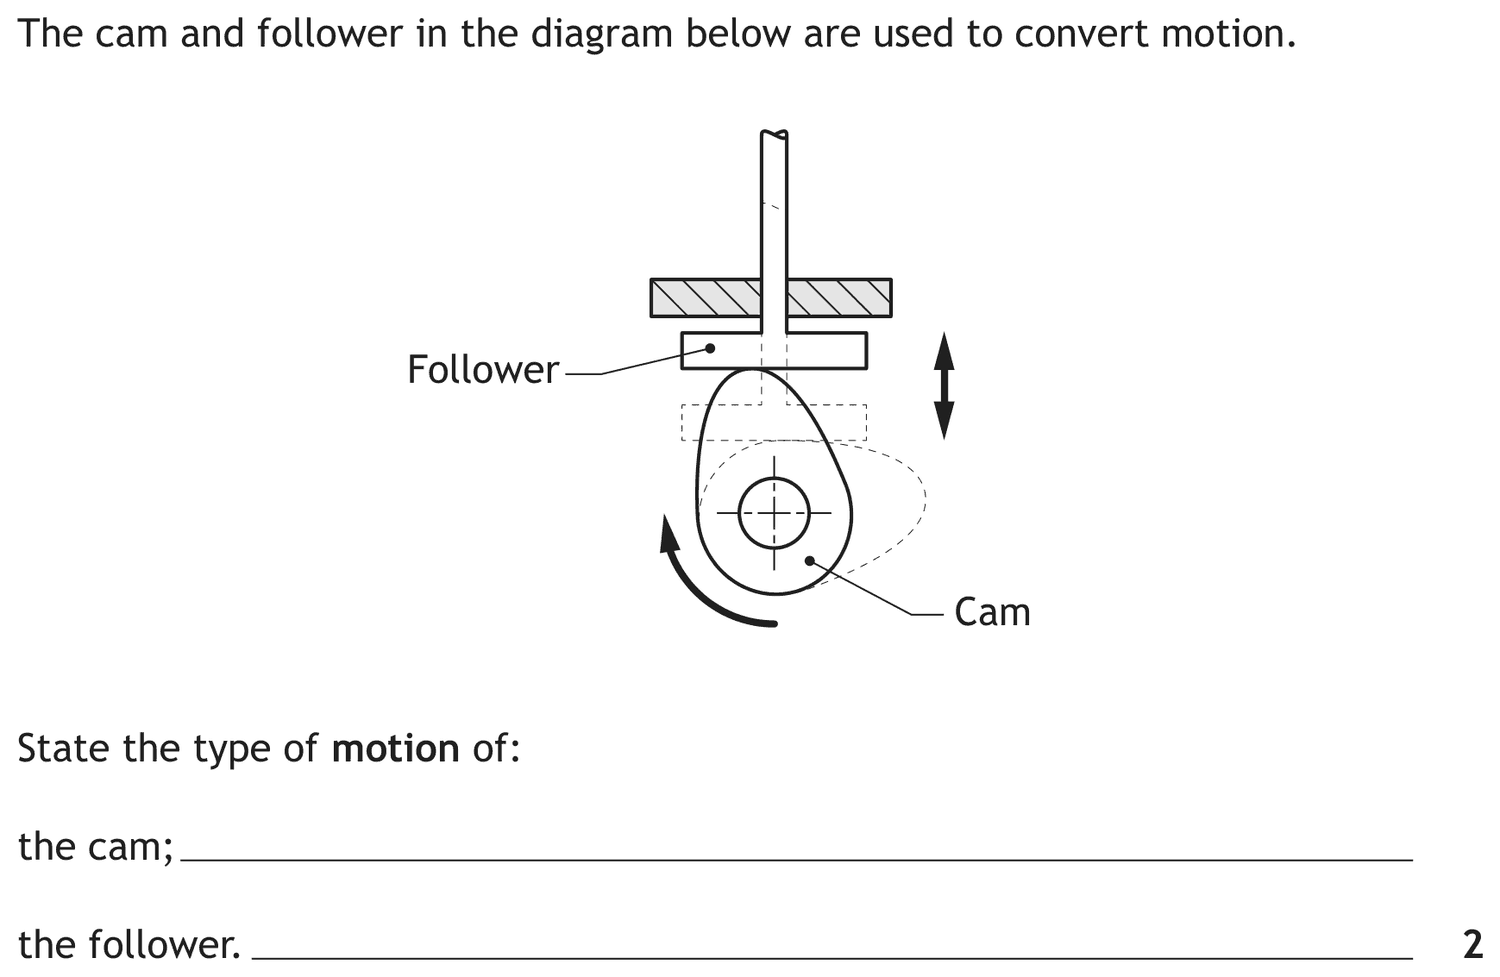 The cam and follower in the diagram below are used to convert motion.
Follower
Cam
State the type of motion of:
the cam;
the follower.
2